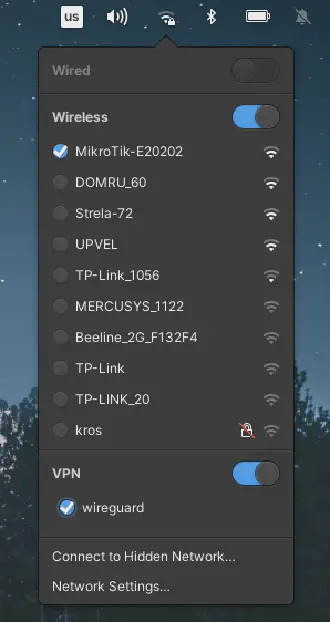 us
Wired
Wireless
MikroTik-E20202
DOMRU_60
Strela-72
UPVEL
TP-Link_1056
MERCUSYS_1122
Beeline_2G_F132F4
TP-Link
TP-LINK_20
kros
VPN
wireguard
Connect to Hidden Network...
Network Settings...